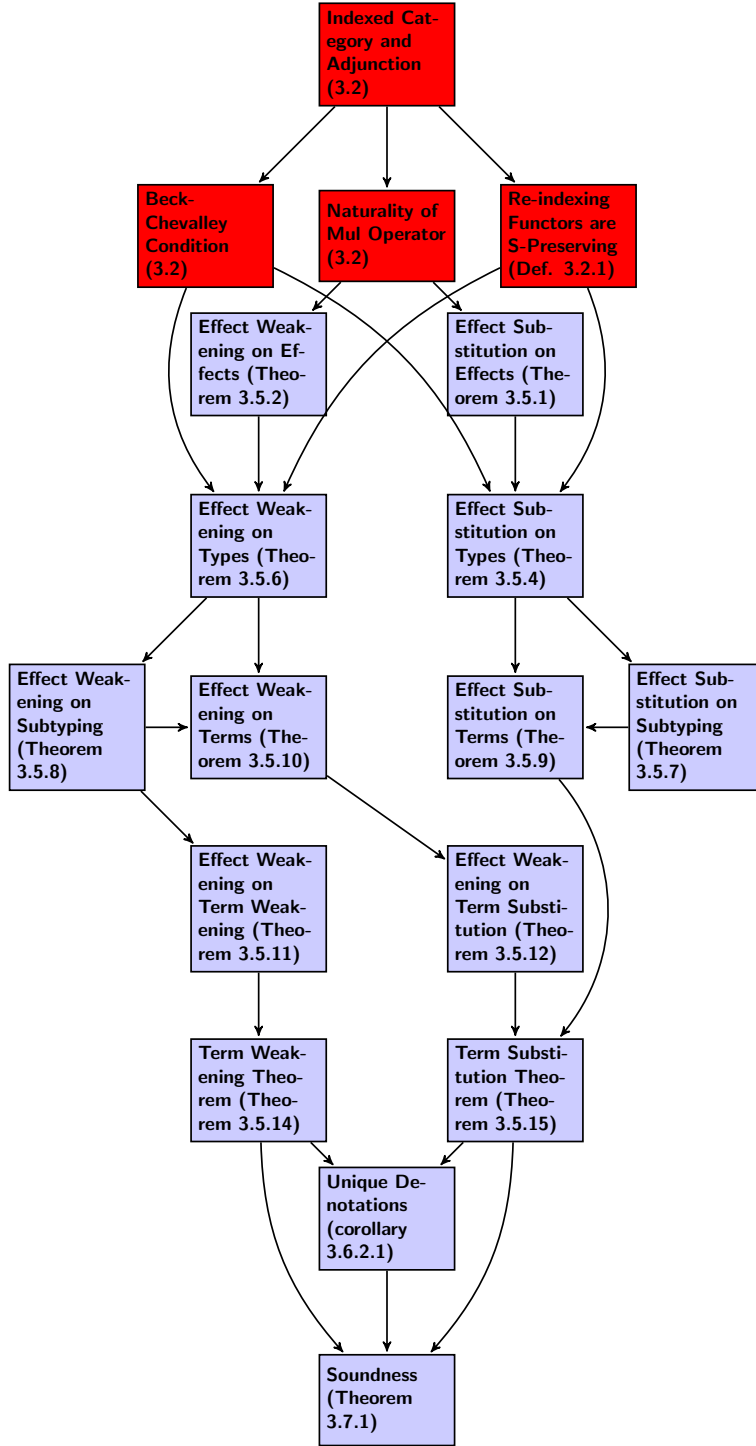 Indexed Cat-
egory and
Adjunction
(3.2)
Beck-
Chevalley
Condition
(3.2)
Naturality of
Mul Operator
(3.2)
Re-indexing
Functors are
S-Preserving
(Def. 3.2.1)
Effect Weak-
ening on Ef-
fects (Theo-
rem 3.5.2)
Effect Sub-
stitution on
Effects (The-
orem 3.5.1)
Effect Weak-
ening on
Types (Theo-
rem 3.5.6)
Effect Sub-
stitution on
Types (Theo-
rem 3.5.4)
Effect Weak-
ening on
Subtyping
(Theorem
3.5.8)
Effect Weak-
ening on
Terms (The-
orem 3.5.10)
Effect Sub-
stitution on
Terms (The-
orem 3.5.9)
Effect Sub-
stitution on
Subtyping
(Theorem
3.5.7)
Effect Weak-
ening on
Term Weak-
ening (Theo-
rem 3.5.11)
Effect Weak-
ening on
Term Substi-
tution (Theo-
rem 3.5.12)
Term Weak-
ening Theo-
rem (Theo-
rem 3.5.14)
Term Substi-
tution Theo-
rem (Theo-
rem 3.5.15)
Unique De-
notations
(corollary
3.6.2.1)
Soundness
(Theorem
3.7.1)